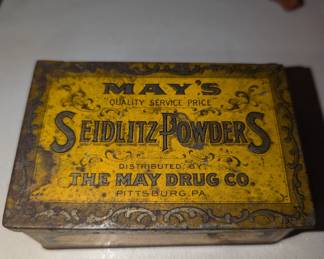 MAY'S
"QUALITY SERVICE PRICE"
SEIDLITZ POWDERS
DISTRIBUTED BY
THE MAY DRUG CO.
PITTSBURG, PA.